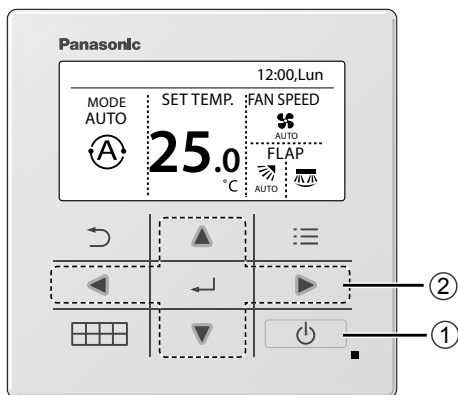 Panasonic
12:00,Lun
MODE
AUTO
A
SET TEMP.
25.0
°C
FAN SPEED
AUTO
FLAP
AUTO
2
1